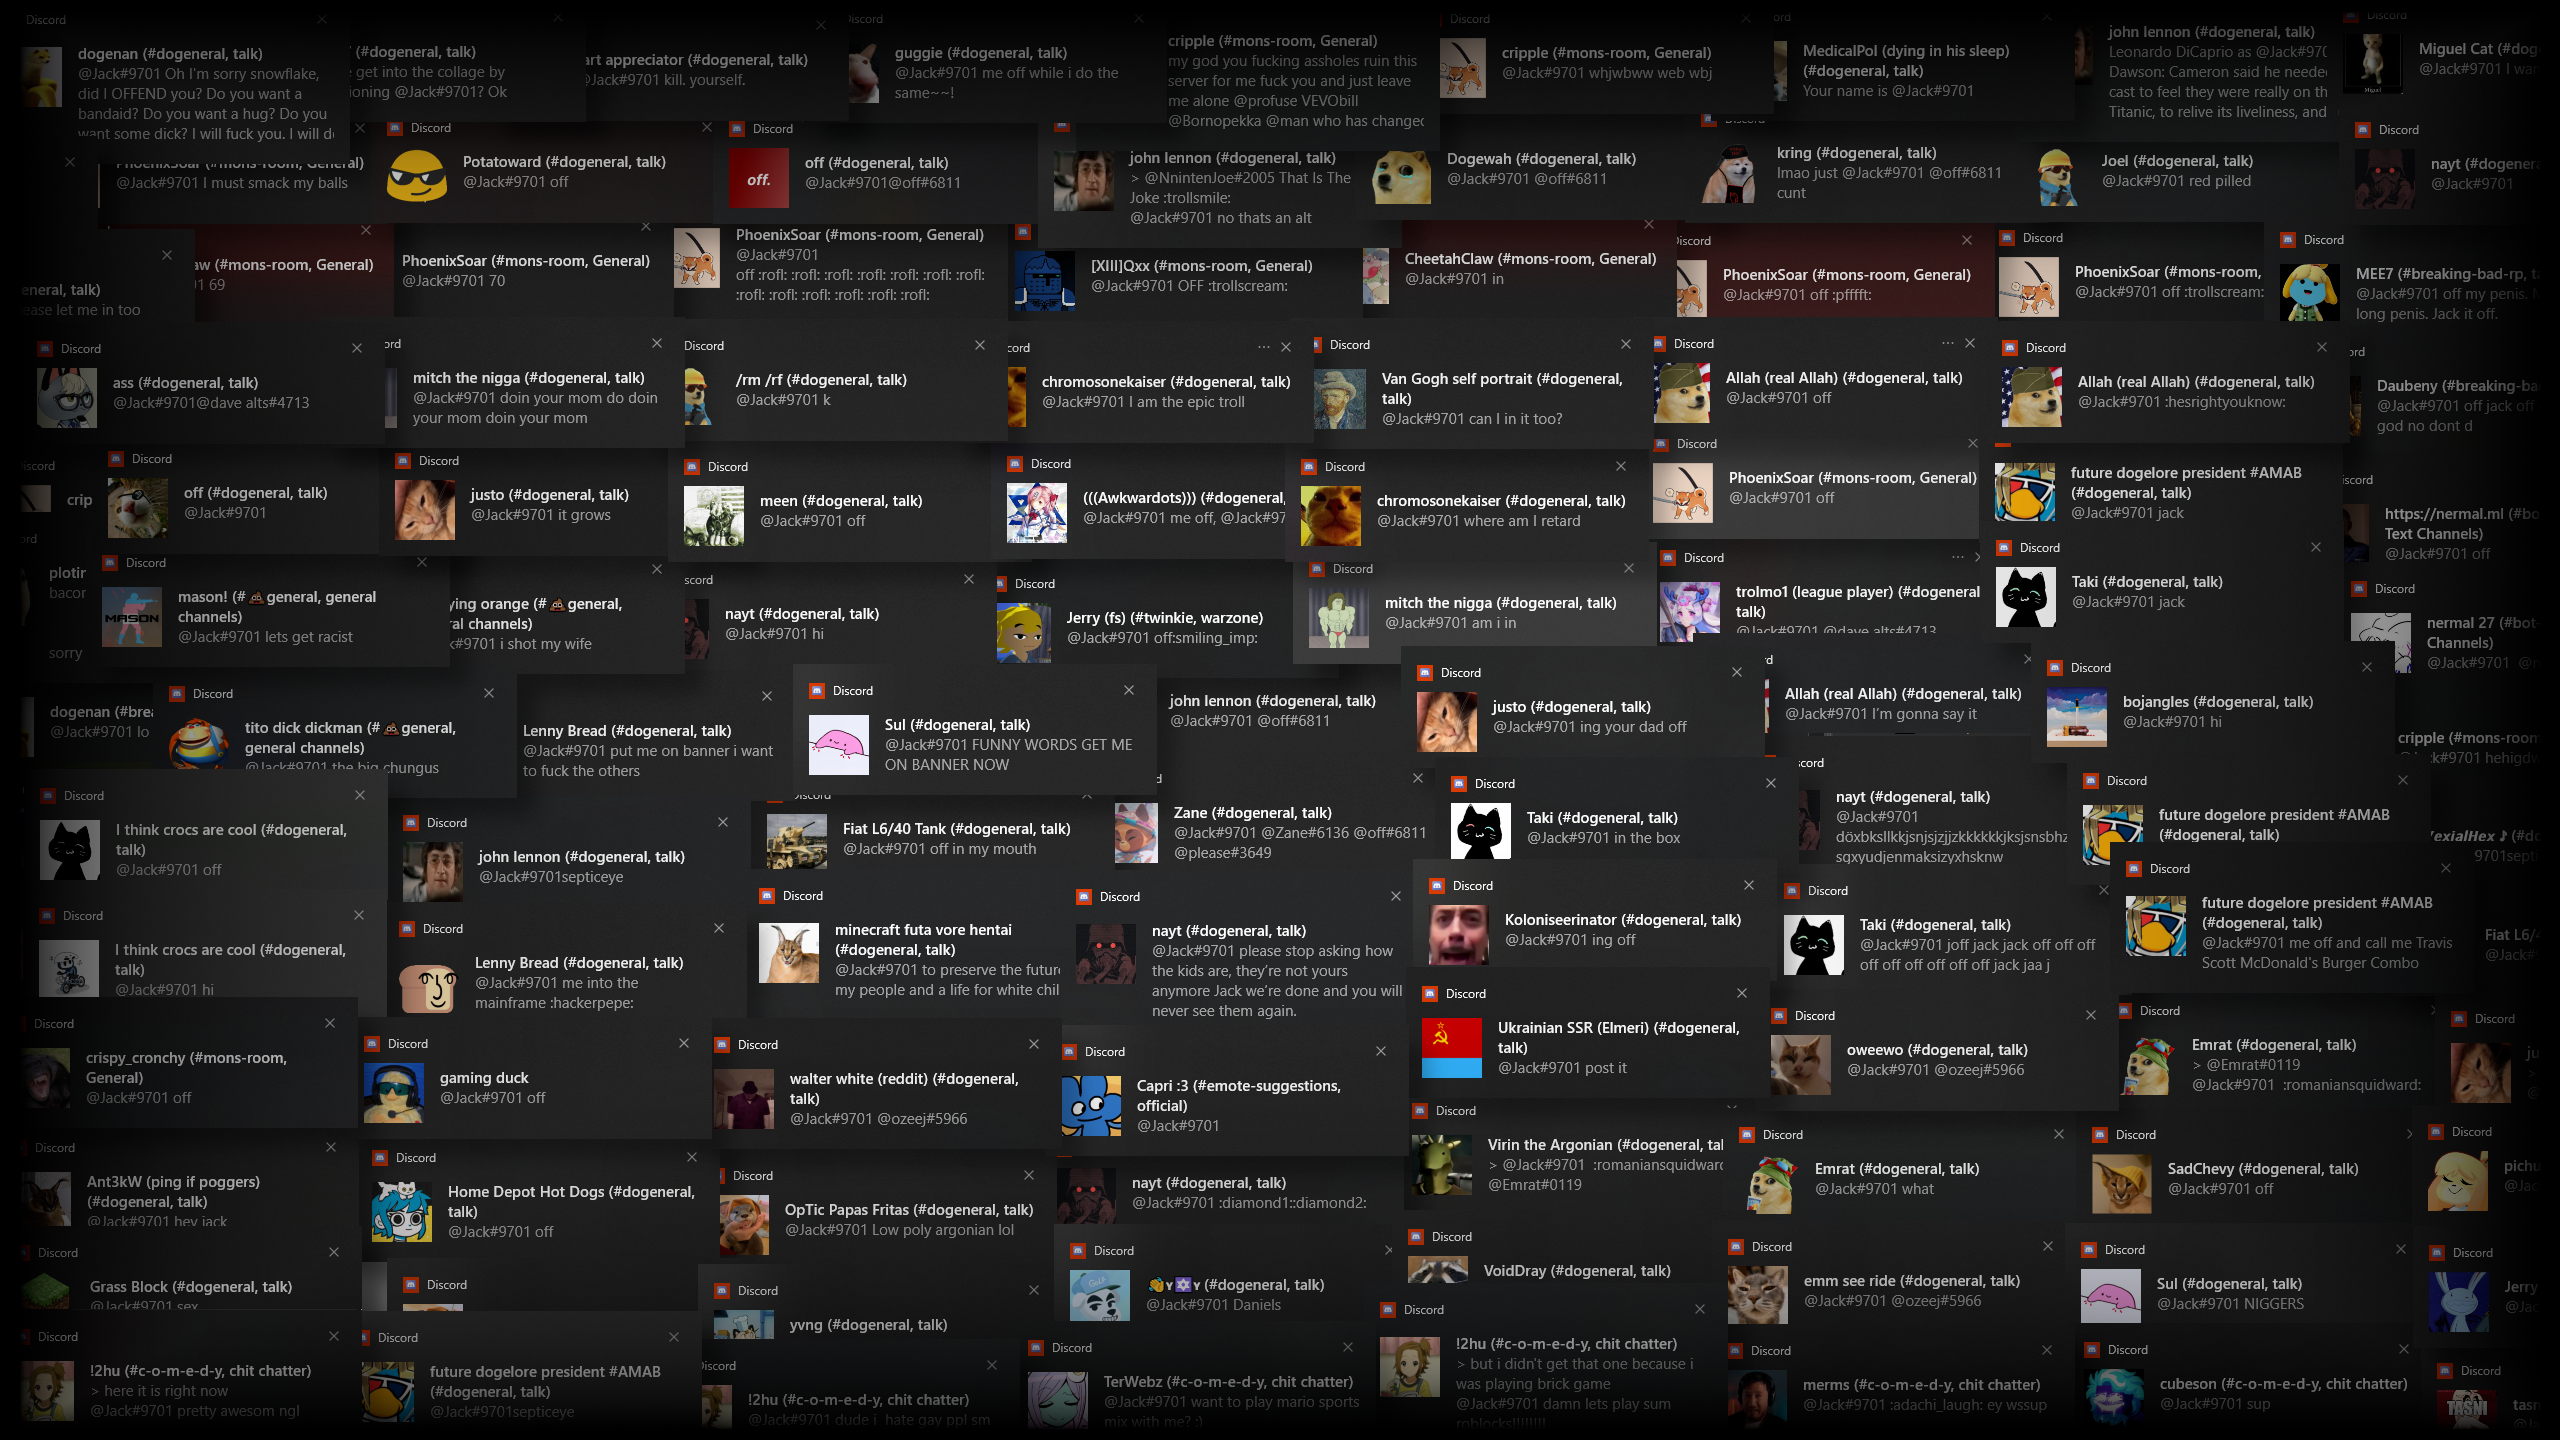 Discord
dogenan (#dogeneral, talk)
@Jack#9701 Oh I'm sorry snowflake,
did I OFFEND you? Do you want a
bandaid? Do you want a hug? Do you
want some dick? I will fuck you. I will
(#dogeneral, talk)
get into the collage by
@Jack#9701? Ok
art appreciator (#dogeneral, talk)
@Jack#9701 kill. yourself.
Discord
guggie (#dogeneral, talk)
@Jack#9701 me off while i do the
same~~!
cripple (#mons-room, General)
my god you fucking assholes ruin this
server for me fuck you and just leave
me alone @profuse VEVObill
@Bornopekka @man who has changed
Discord
cripple (#mons-room, General)
@Jack#9701 whjwbww web wbj
MedicalPol (dying in his sleep)
(#dogeneral, talk)
Your name is @Jack#9701
john lennon (#dogeneral, talk)
Leonardo DiCaprio as
Dawson: Cameron said he needed
cast to feel they were really on the
Titanic, to relive its liveliness, and
Miguel Cat
@Jack#9701 I
PhoenixSoar (#mons-room, General)
@Jack#9701 I must smack my balls
Discord
Potatoward (#dogeneral, talk)
@Jack#9701 off
Discord
off.
off (#dogeneral, talk)
@Jack#9701@off#6811
john lennon (#dogeneral, talk)
> @NnintenJoe#2005 That Is The
Joke :trollsmile:
@Jack#9701 no thats an alt
Dogewah (#dogeneral, talk)
@Jack#9701 @off#6811
Discord
kring (#dogeneral, talk)
lmao just @Jack#9701 @off#6811
cunt
Joel (#dogeneral, talk)
@Jack#9701 red pilled
Discord
nayt
@Jack#9701
talk)
let me in too
(#mons-room, General)
69
PhoenixSoar (#mons-room, General)
@Jack#9701 70
PhoenixSoar (#mons-room, General)
@Jack#9701
off :rofl: :rofl: :rofl: :rofl: :rofl: :rofl: :rofl:
:rofl: :rofl: :rofl: :rofl: :rofl: :rofl:
[XIII]Qxx (#mons-room, General)
@Jack#9701 OFF :trollscream:
CheetahClaw (#mons-room, General)
@Jack#9701 in
Discord
PhoenixSoar (#mons-room, General)
@Jack#9701 off :pfffft:
Discord
PhoenixSoar (#mons-room,
@Jack#9701 off :trollscream:
Discord
MEE7 (#breaking-bad-rp,
@Jack#9701 off my penis.
long penis. Jack it off.
Discord
ass (#dogeneral, talk)
@Jack#9701@dave alts#4713
mitch the nigga (#dogeneral, talk)
@Jack#9701 doin your mom do doin
your mom doin your mom
Discord
/rm /rf (#dogeneral, talk)
@Jack#9701 k
chromosonekaiser (#dogeneral, talk)
@Jack#9701 I am the epic troll
Discord
Van Gogh self portrait (#dogeneral,
talk)
@Jack#9701 can I in it too?
Discord
Allah (real Allah) (#dogeneral, talk)
@Jack#9701 off
Discord
Allah (real Allah) (#dogeneral, talk)
@Jack#9701 :hesrightyouknow:
Daubeny
@Jack#9701 off jack off
god no dont d
Discord
off (#dogeneral, talk)
@Jack#9701
Discord
justo (#dogeneral, talk)
@Jack#9701 it grows
Discord
meen (#dogeneral, talk)
@Jack#9701 off
Discord
(((Awkwardots))) (#dogeneral,
@Jack#9701 me off,
Discord
chromosonekaiser (#dogeneral, talk)
@Jack#9701 where am I retard
Discord
PhoenixSoar (#mons-room, General)
@Jack#9701 off
future dogelore president #AMAB
(#dogeneral, talk)
@Jack#9701 jack
https://nermal.ml
Text Channels)
@Jack#9701 off
sorry
Discord
MASON
mason! (#💩general, general
channels)
@Jack#9701 lets get racist
orange (#💩general,
channels)
i shot my wife
nayt (#dogeneral, talk)
@Jack#9701 hi
Discord
Jerry (fs) (#twinkie, warzone)
@Jack#9701 off:smiling_imp:
Discord
mitch the nigga (#dogeneral, talk)
@Jack#9701 am i in
Discord
trolmo1 (league player) (#dogeneral
talk)
@Jack#9701 @dave alts#4713
Discord
Taki (#dogeneral, talk)
@Jack#9701 jack
Discord
nermal 27
Channels)
@Jack#9701
dogenan
@Jack#9701
Discord
tito dick dickman (#💩general,
general channels)
@Jack#9701 the big chungus
Lenny Bread (#dogeneral, talk)
@Jack#9701 put me on banner i want
to fuck the others
Discord
Sul (#dogeneral, talk)
@Jack#9701 FUNNY WORDS GET ME
ON BANNER NOW
john lennon (#dogeneral, talk)
@Jack#9701 @off#6811
Discord
justo (#dogeneral, talk)
@Jack#9701 ing your dad off
Allah (real Allah) (#dogeneral, talk)
@Jack#9701 I'm gonna say it
Discord
bojangles (#dogeneral, talk)
@Jack#9701 hi
cripple (#mons-room
Discord
I think crocs are cool (#dogeneral,
talk)
@Jack#9701 off
Discord
john lennon (#dogeneral, talk)
@Jack#9701septiceye
Fiat L6/40 Tank (#dogeneral, talk)
@Jack#9701 off in my mouth
Zane (#dogeneral, talk)
@Jack#9701 @Zane#6136 @off#6811
@please#3649
Discord
Taki (#dogeneral, talk)
@Jack#9701 in the box
nayt (#dogeneral, talk)
@Jack#9701
Discord
future dogelore president #AMAB
(#dogeneral, talk)
Discord
I think crocs are cool (#dogeneral,
talk)
@Jack#9701 hi
Discord
Lenny Bread (#dogeneral, talk)
@Jack#9701 me into the
mainframe :hackerpepe:
Discord
minecraft futa vore hentai
(#dogeneral, talk)
@Jack#9701 to preserve the future
my people and a life for white
Discord
nayt (#dogeneral, talk)
@Jack#9701 please stop asking how
the kids are, they're not yours
anymore Jack we're done and you will
never see them again.
Discord
Koloniseerinator (#dogeneral, talk)
@Jack#9701 ing off
Discord
Taki (#dogeneral, talk)
@Jack#9701 joff jack jack off off off
off off off off off off jack jaa j
Discord
future dogelore president #AMAB
(#dogeneral, talk)
@Jack#9701 me off and call me Travis
Scott McDonald's Burger Combo
Discord
crispy_cronchy (#mons-room,
General)
@Jack#9701 off
Discord
gaming duck
@Jack#9701 off
Discord
walter white (reddit) (#dogeneral,
talk)
@Jack#9701 @ozeej#5966
Discord
Capri :3 (#emote-suggestions,
official)
@Jack#9701
Discord
Ukrainian SSR (Elmeri) (#dogeneral,
talk)
@Jack#9701 post it
Discord
oweewo (#dogeneral, talk)
@Jack#9701 @ozeej#5966
Discord
Emrat (#dogeneral, talk)
> @Emrat#0119
@Jack#9701 :romaniansquidward:
Discord
Discord
Ant3kW (ping if poggers)
(#dogeneral, talk)
@Jack#9701 hey jack
Discord
Home Depot Hot Dogs (#dogeneral,
talk)
@Jack#9701 off
Discord
OpTic Papas Fritas (#dogeneral, talk)
@Jack#9701 Low poly argonian lol
nayt (#dogeneral, talk)
@Jack#9701 :diamond1::diamond2:
Discord
Virin the Argonian (#dogeneral,
> @Jack#9701 :romaniansquidward
@Emrat#0119
Discord
Emrat (#dogeneral, talk)
@Jack#9701 what
Discord
SadChevy (#dogeneral, talk)
@Jack#9701 off
Discord
Discord
Grass Block (#dogeneral, talk)
@Jack#9701 sex
Discord
Discord
yvng (#dogeneral, talk)
Discord
(#dogeneral, talk)
@Jack#9701 Daniels
Discord
VoidDray (#dogeneral, talk)
Discord
emm see ride (#dogeneral, talk)
@Jack#9701 @ozeej#5966
Discord
Sul (#dogeneral, talk)
@Jack#9701 NIGGERS
Discord
Jerry
Discord
!2hu (#c-o-m-e-d-y, chit chatter)
> here it is right now
@Jack#9701 pretty awesom ngl
Discord
future dogelore president #AMAB
(#dogeneral, talk)
@Jack#9701septiceye
Discord
!2hu (#c-o-m-e-d-y, chit chatter)
@Jack#9701 dude i hate gay ppl sm
Discord
TerWebz (#c-o-m-e-d-y, chit chatter)
@Jack#9701 want to play mario sports
mix with me? :)
Discord
!2hu (#c-o-m-e-d-y, chit chatter)
> but i didn't get that one because i
was playing brick game
@Jack#9701 damn lets play sum
roblocks!!!!!!!!!
Discord
merms (#c-o-m-e-d-y, chit chatter)
@Jack#9701 :adachi_laugh: ey wssup
Discord
cubeson (#c-o-m-e-d-y, chit chatter)
@Jack#9701 sup
Discord
TASNI